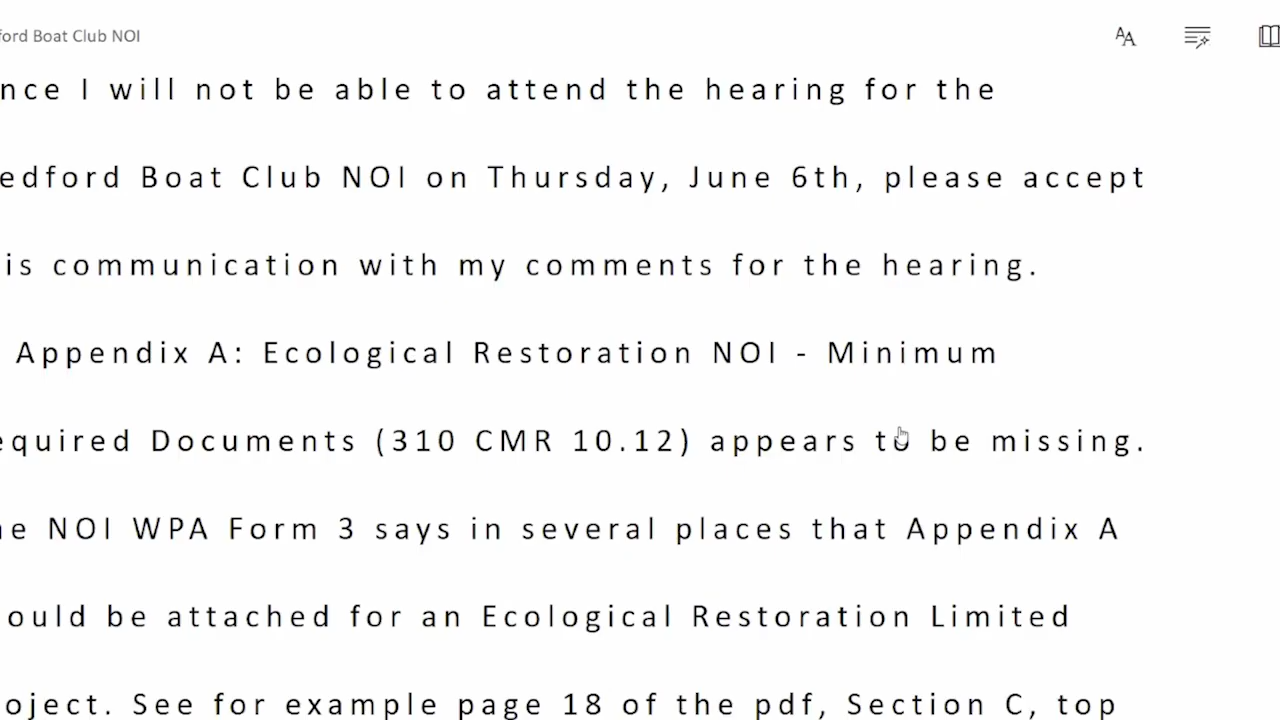 ford Boat Club NOI
nce I will not be able to attend the hearing for the
edford Boat Club NOI on Thursday, June 6th, please accept
is communication with my comments for the hearing.
Appendix A: Ecological Restoration NOI - Minimum
equired Documents (310 CMR 10.12) appears to be missing.
he NOI WPA Form 3 says in several places that Appendix A
ould be attached for an Ecological Restoration Limited
oject. See for example page 18 of the pdf, Section C, top